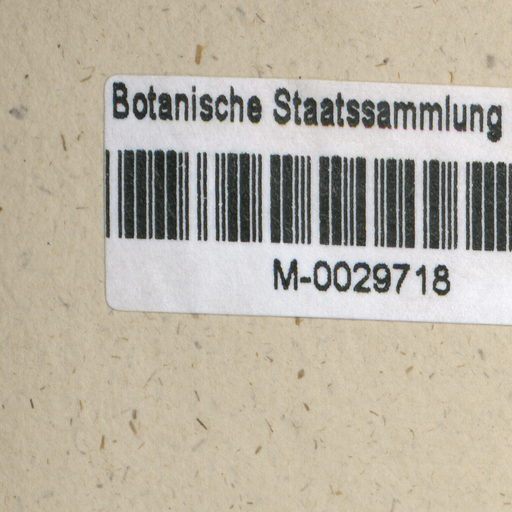 Botanische Staatssammlung
M-0029718